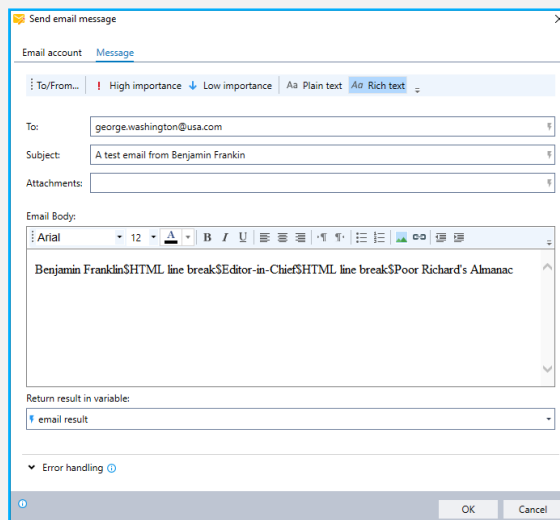 Send email message
Email account Message
To/From... High importance Low importance Aa Plain text Aa Rich text
To: george.washington@usa.com
Subject: A test email from Benjamin Frankin
Attachments:
Email Body:
Arial 12 A B I U
Benjamin Franklin$HTML line break$Editor-in-Chief$HTML line break$Poor Richard's Almanac
Return result in variable:
email result
Error handling
OK Cancel